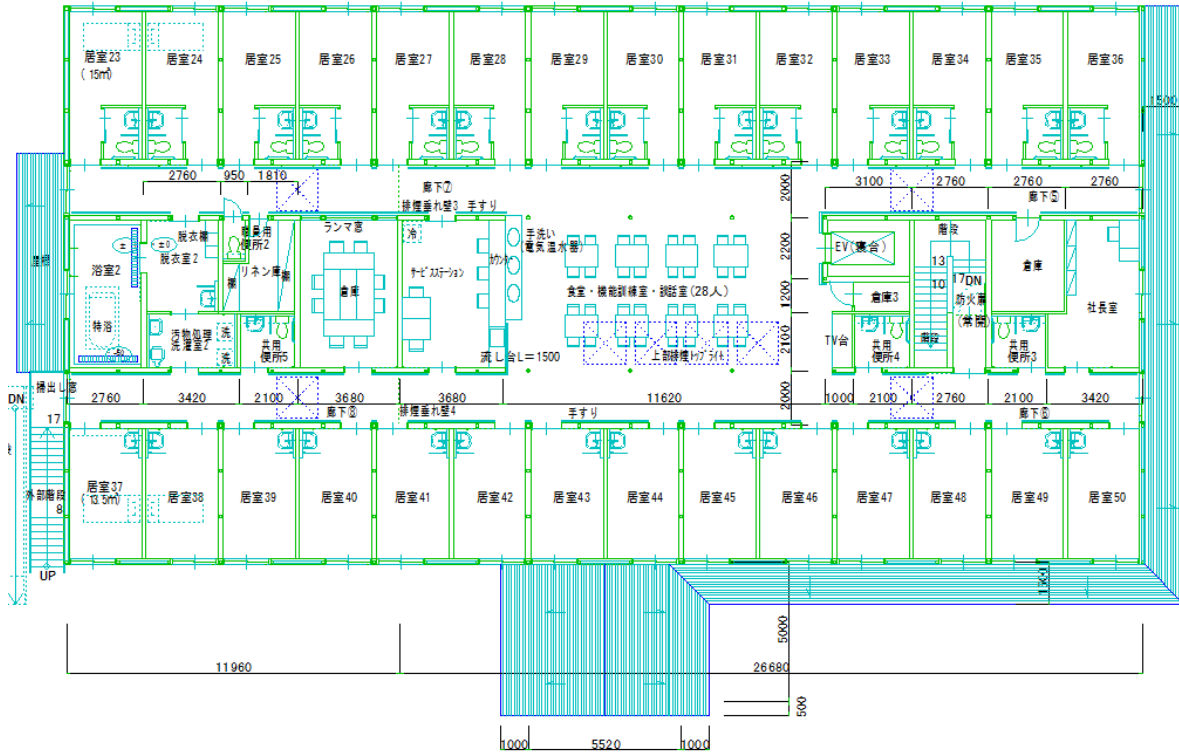 居室23
(15㎡)
居室24
居室25
居室26
居室27
居室28
居室29
居室30
居室31
居室32
居室33
居室34
居室35
居室36
1500
2760
950
1810
廊下⑦
排煙垂れ壁3 手すり
2000
3100
2760
2760
2760
廊下⑤
屋根
浴室2
特浴
脱衣棚
±0
脱衣室2
職員用
便所2
リネン庫
棚
棚
ランマ窓
倉庫
冷
サービスステーション
カウンター
手洗い
(電気温水器)
食堂・機能訓練室・談話室(28人)
上部排煙トップライト
流し台L=1500
2200
1200
2100
EV(寝台)
倉庫3
TV台
共用
便所4
階段
13
10
17DN
防火扉
(常開)
階段
倉庫
共用
便所3
社長室
汚物処理
洗濯室2
洗
洗
共用
便所5
掃出し窓
DN
17
2760
3420
2100
3680
3680
11620
2000
1000
2100
2760
2100
3420
廊下⑧
排煙垂れ壁4
手すり
廊下⑥
外部階段
8
UP
居室37
(13.5㎡)
居室38
居室39
居室40
居室41
居室42
居室43
居室44
居室45
居室46
居室47
居室48
居室49
居室50
5000
11960
26680
500
1000
5520
1000